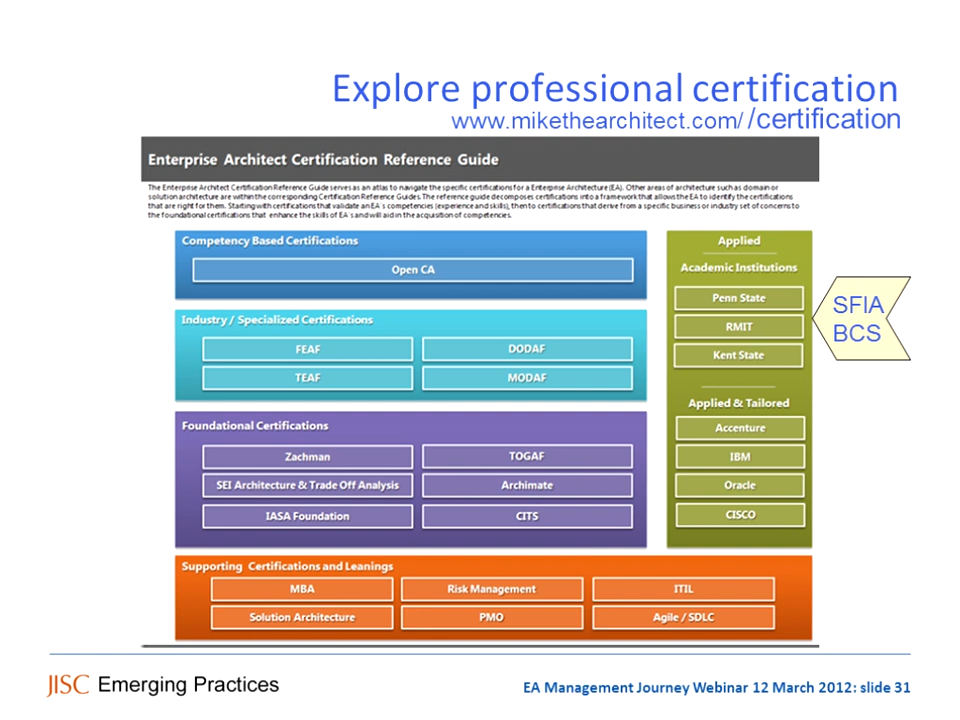 Explore professional certification
www.mikethearchitect.com/ /certification
Enterprise Architect Certification Reference Guide
The Enterprise Architect Certification Reference Guide serves as an atlas to navigate the specific certifications for a Enterprise Architecture (EA). Other areas of architecture such as domain or
solution architecture are within the corresponding Certification Reference Guides. The reference guide decomposes certifications into a framework that allows the EA to identify the certifications
that are right for them. Starting with certifications that validate an EA's competencies (experience and skills), then to certifications that derive from a specific business or industry set of concerns to
the foundational certifications that enhance the skills of EA's and will aid in the acquisition of competencies.
Competency Based Certifications
Open CA
Industry / Specialized Certifications
FEAF
DODAF
TEAF
MODAF
Foundational Certifications
Zachman
TOGAF
SEI Architecture & Trade Off Analysis
Archimate
IASA Foundation
CITS
Applied
Academic Institutions
Penn State
RMIT
Kent State
Applied & Tailored
Accenture
IBM
Oracle
CISCO
SFIA
BCS
Supporting Certifications and Leanings
MBA
Risk Management
ITIL
Solution Architecture
PMO
Agile / SDLC
JISC Emerging Practices
EA Management Journey Webinar 12 March 2012: slide 31